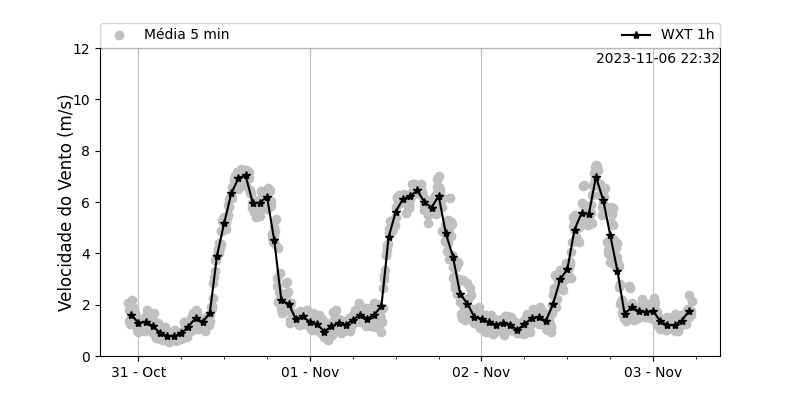 Média 5 min
WXT 1h
2023-11-06 22:32
Velocidade do Vento (m/s)
12
10
8
6
4
2
0
31 - Oct
01 - Nov
02 - Nov
03 - Nov